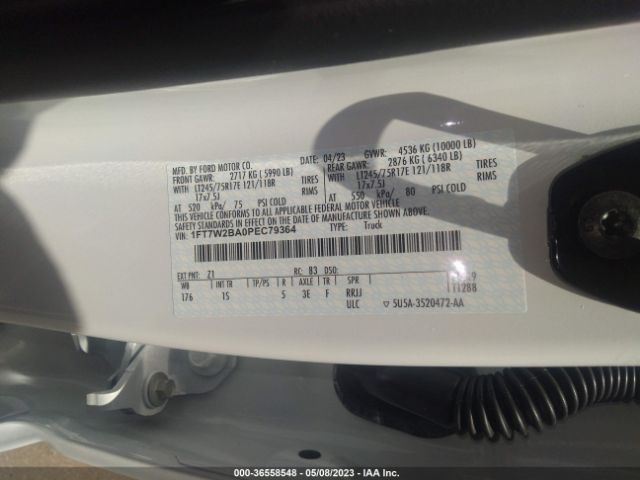 MFD. BY FORD MOTOR CO.
DATE: 04/23 GVWR: 4536 KG (10000 LB)
FRONT GAWR: 2717 KG ( 5990 LB) REAR GAWR: 2876 KG ( 6340 LB)
WITH LT245/75R17E 121/118R TIRES WITH LT245/75R17E 121/118R TIRES
17x7.5J RIMS 17x7.5J RIMS
AT 520 kPa/ 75 PSI COLD AT 550 kPa/ 80 PSI COLD
THIS VEHICLE CONFORMS TO ALL APPLICABLE FEDERAL MOTOR VEHICLE
SAFETY STANDARDS IN EFFECT ON THE DATE OF MANUFACTURE SHOWN ABOVE.
VIN: 1FT7W2BA0PEC79364 TYPE: Truck
EXT PNT: Z1 RC: 83 DSO:
WB INT TR TP/PS R AXLE TR SPR
176 TS 5 3E F RRJJ 11288
ULC 5U5A-3520472-AA
000-36558548 - 05/08/2023 - IAA Inc.